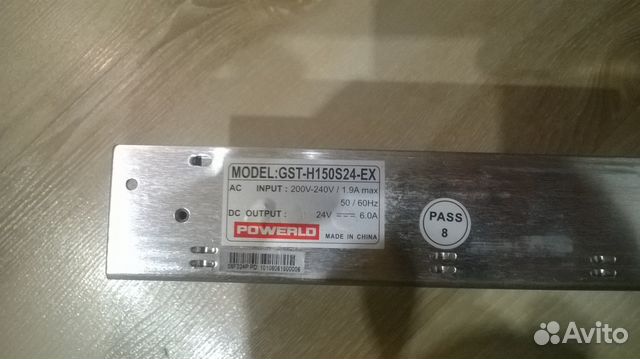 MODEL:GST-H150S24-EX
AC INPUT : 200V-240V / 1.9A max
50 / 60Hz
DC OUTPUT : 24V 6.0A
POWERLD MADE IN CHINA
PASS
8
Avito